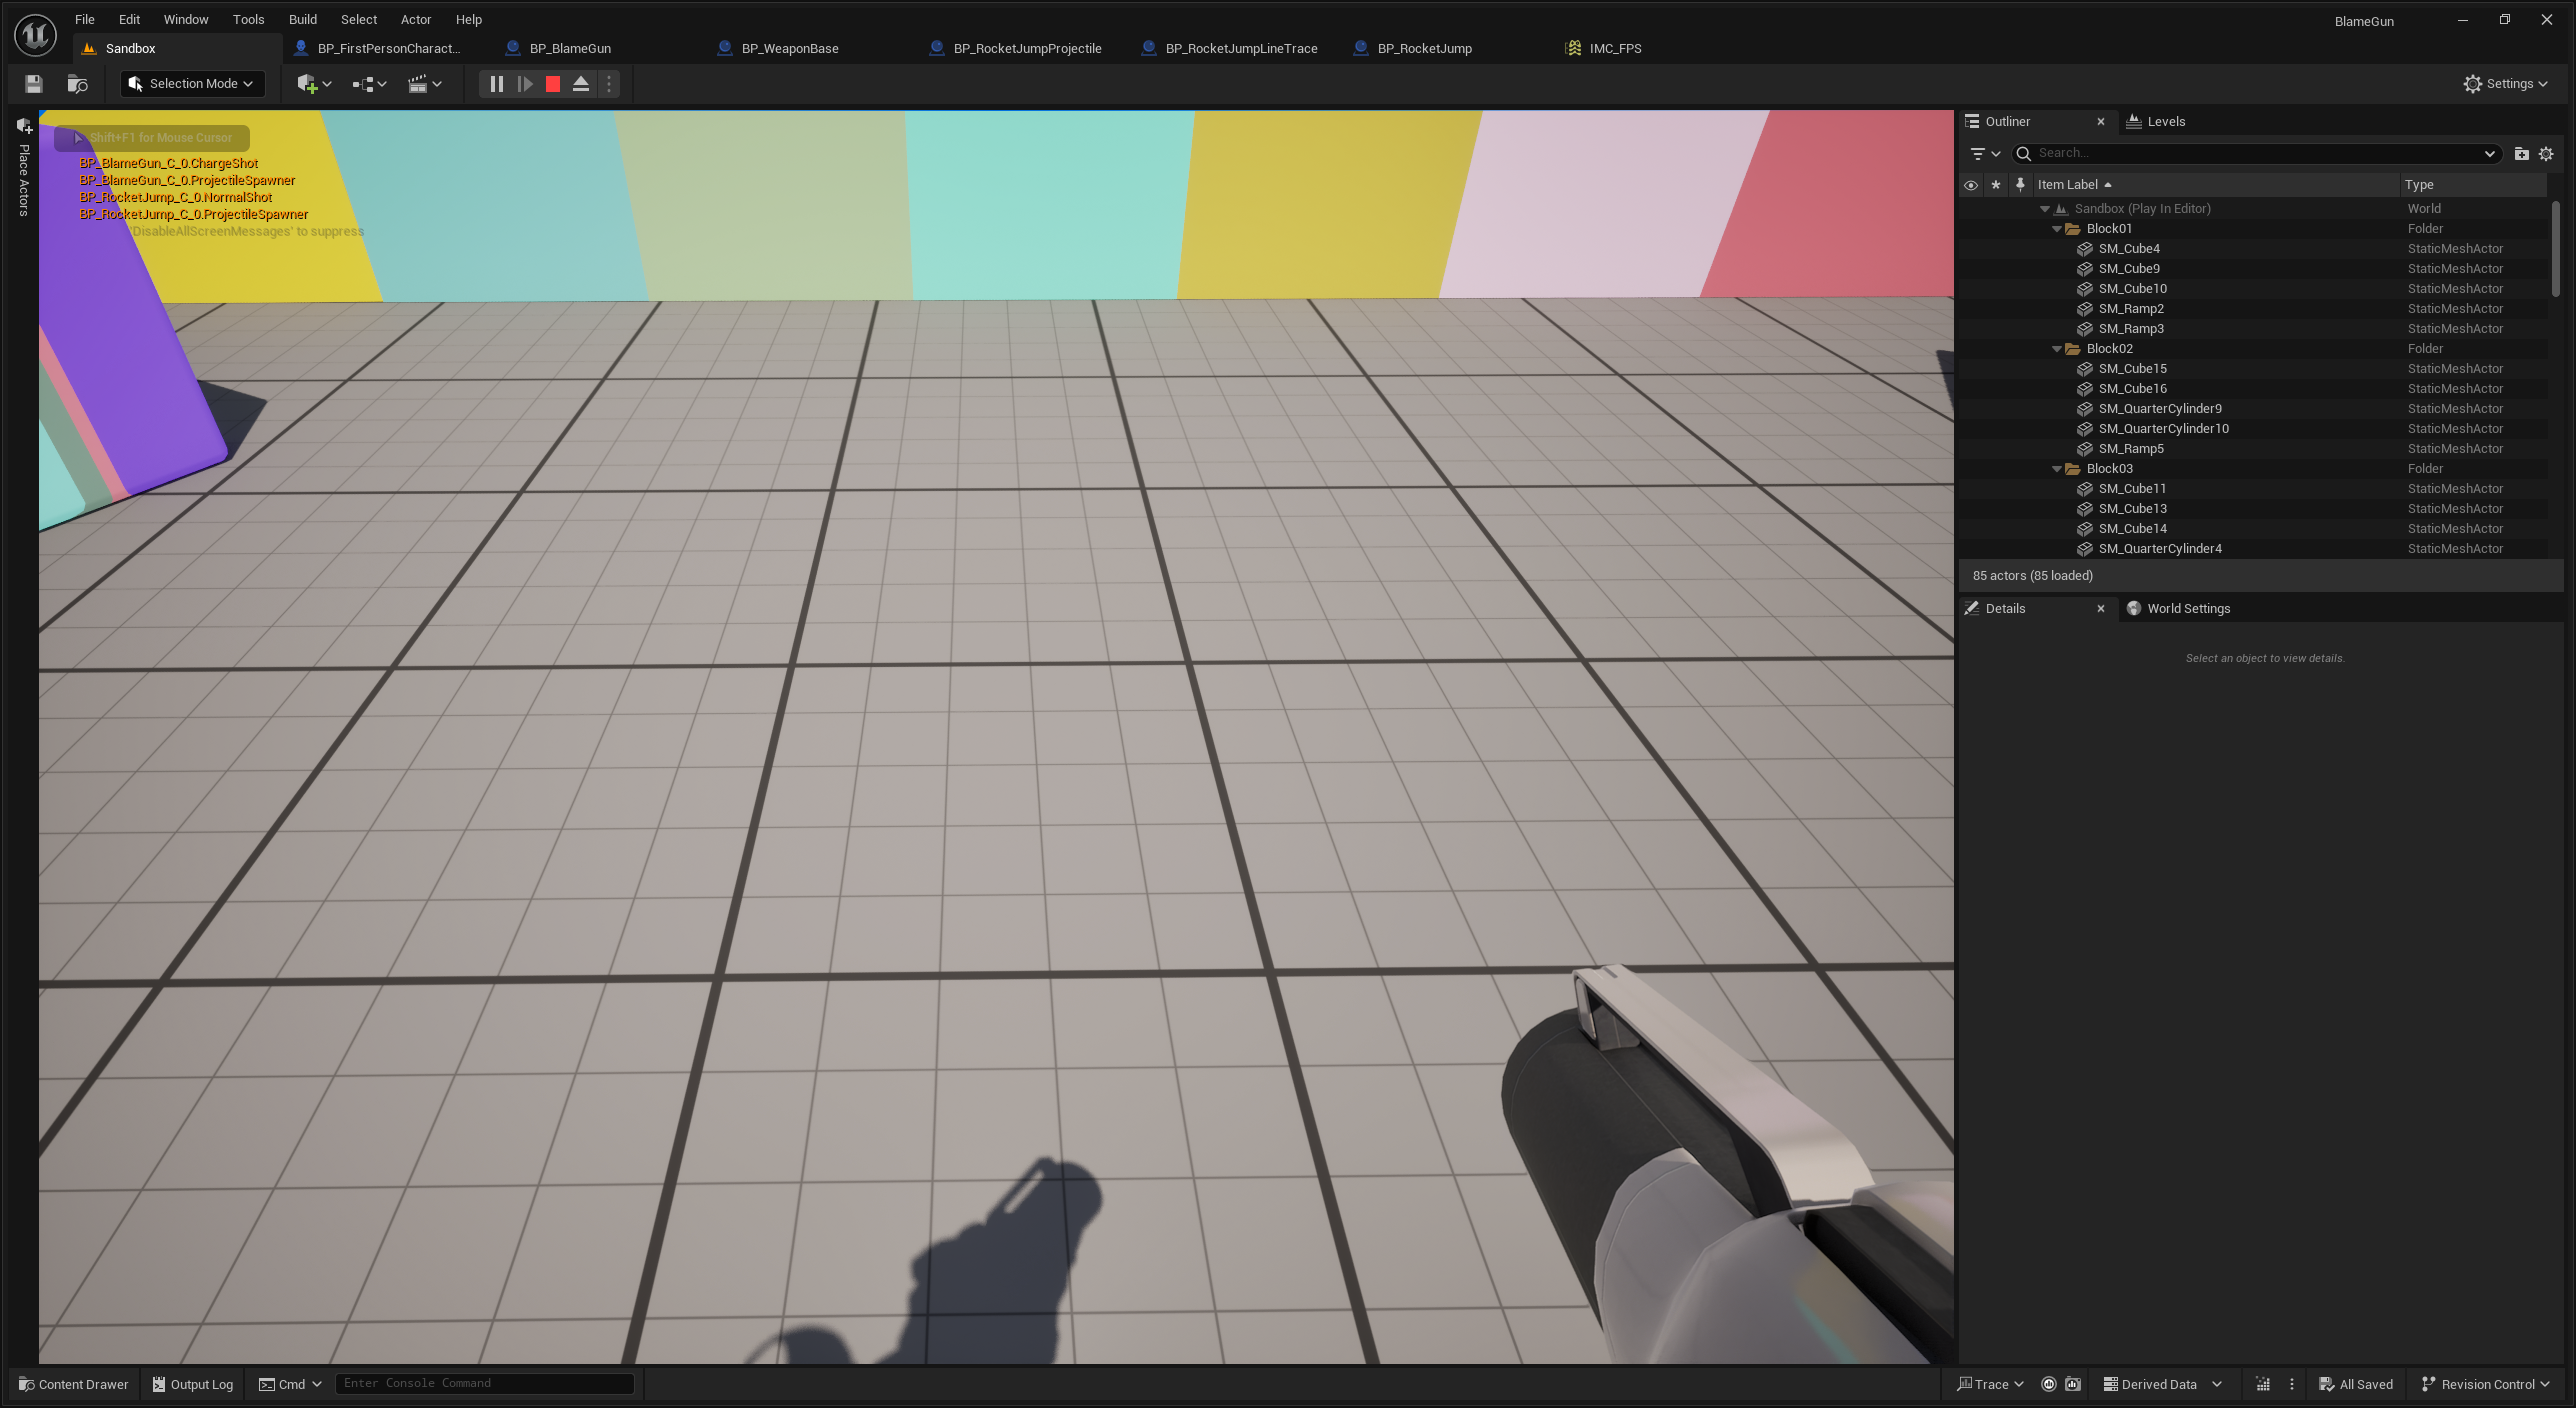 File Edit Window Tools Build Select Actor Help
BlameGun
Sandbox BP_FirstPersonCharact... BP_BlameGun BP_WeaponBase BP_RocketJumpProjectile BP_RocketJumpLineTrace BP_RocketJump IMC_FPS
Selection Mode
Settings
Place Actors
Shift+F1 for Mouse Cursor
BP_BlameGun_C_0.ChargeShot
BP_BlameGun_C_0.ProjectileSpawner
BP_RocketJump_C_0.NormalShot
BP_RocketJump_C_0.ProjectileSpawner
'DisableAllScreenMessages' to suppress
Outliner Levels
Search...
Item Label Type
Sandbox (Play In Editor) World
Block01 Folder
SM_Cube4 StaticMeshActor
SM_Cube9 StaticMeshActor
SM_Cube10 StaticMeshActor
SM_Ramp2 StaticMeshActor
SM_Ramp3 StaticMeshActor
Block02 Folder
SM_Cube15 StaticMeshActor
SM_Cube16 StaticMeshActor
SM_QuarterCylinder9 StaticMeshActor
SM_QuarterCylinder10 StaticMeshActor
SM_Ramp5 StaticMeshActor
Block03 Folder
SM_Cube11 StaticMeshActor
SM_Cube13 StaticMeshActor
SM_Cube14 StaticMeshActor
SM_QuarterCylinder4 StaticMeshActor
85 actors (85 loaded)
Details World Settings
Select an object to view details.
Content Drawer Output Log Cmd Enter Console Command Trace Derived Data All Saved Revision Control